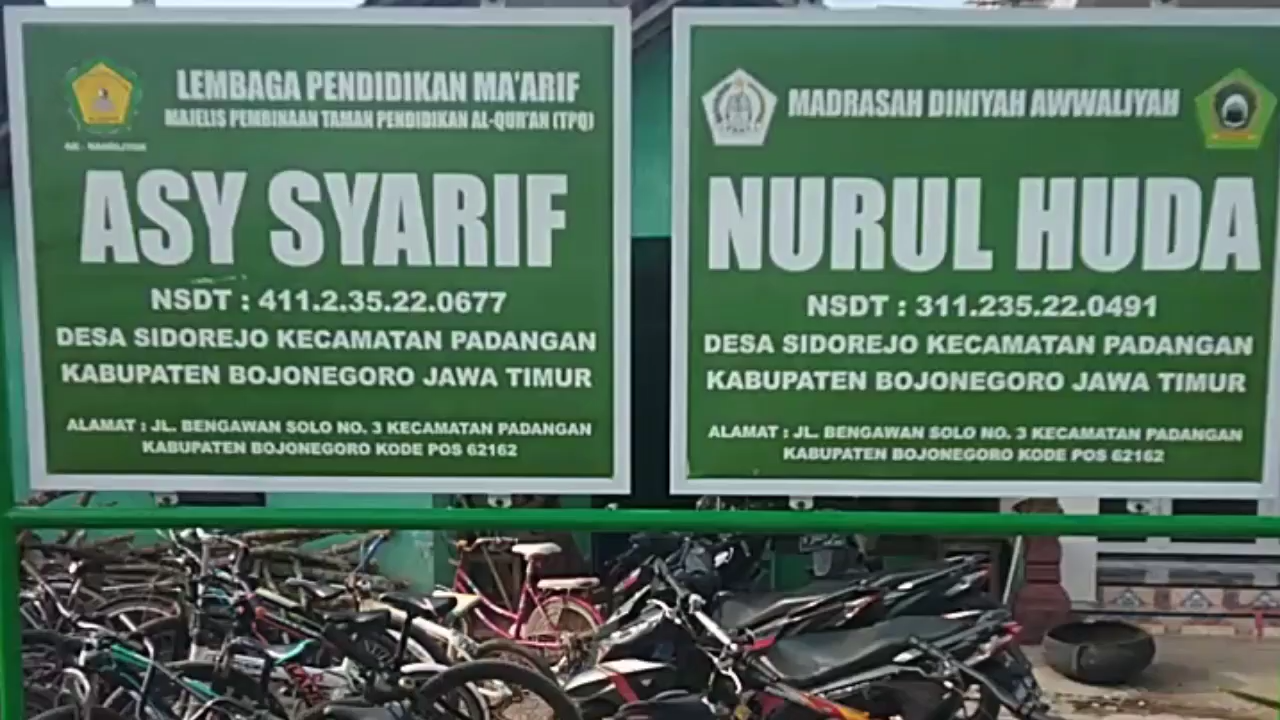 LEMBAGA PENDIDIKAN MA'ARIF
MAJELIS PEMBINAAN TAMAN PENDIDIKAN AL-QUR'AN (TPQ)
ASY SYARIF
NSDT : 411.2.35.22.0677
DESA SIDOREJO KECAMATAN PADANGAN
KABUPATEN BOJONEGORO JAWA TIMUR
ALAMAT : JL. BENGAWAN SOLO NO. 3 KECAMATAN PADANGAN
KABUPATEN BOJONEGORO KODE POS 62162
MADRASAH DINIYAH AWWALIYAH
NURUL HUDA
NSDT : 311.235.22.0491
DESA SIDOREJO KECAMATAN PADANGAN
KABUPATEN BOJONEGORO JAWA TIMUR
ALAMAT : JL. BENGAWAN SOLO NO. 3 KECAMATAN PADANGAN
KABUPATEN BOJONEGORO KODE POS 62162